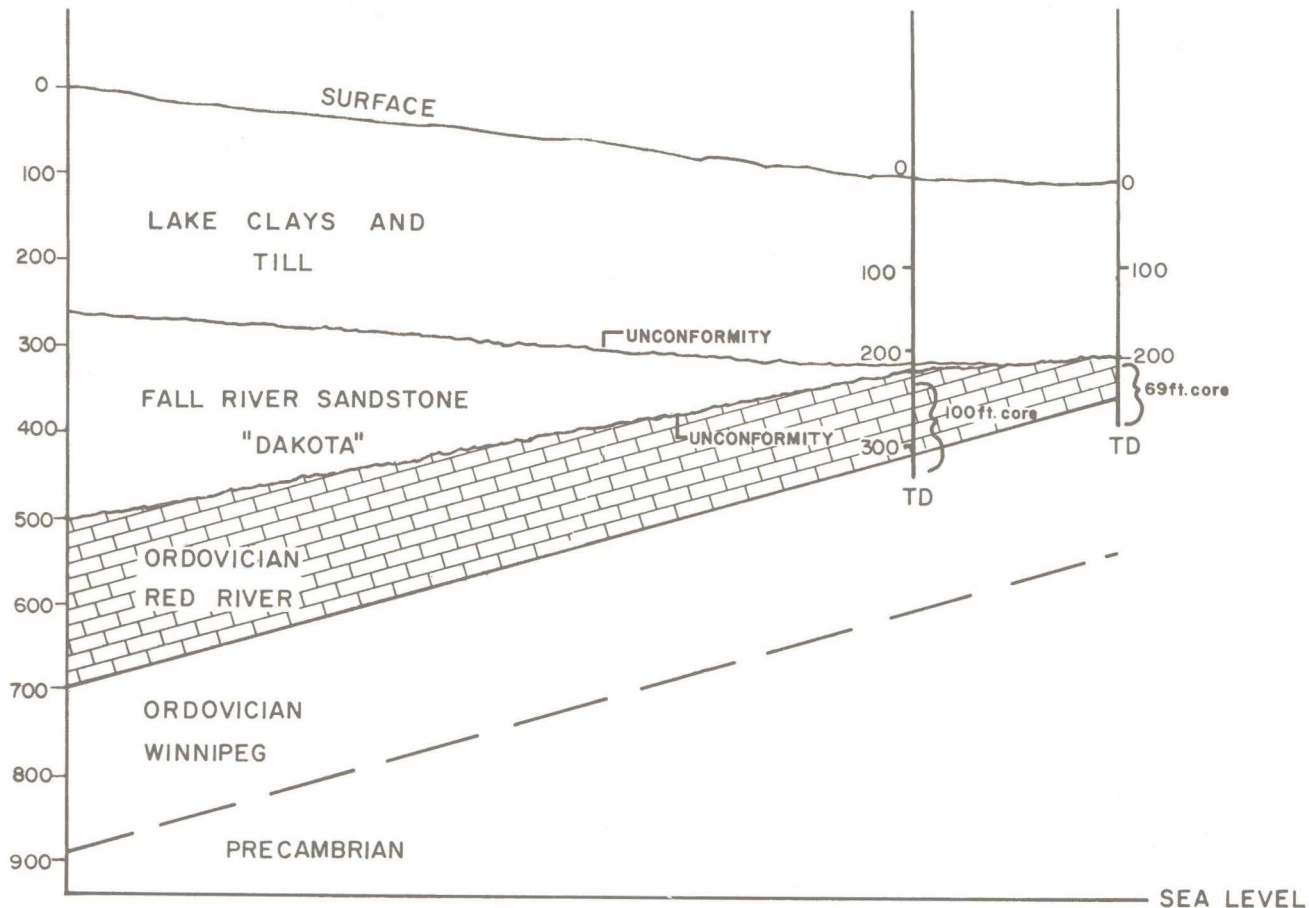 0
SURFACE
100
0
0
LAKE CLAYS AND
TILL
200
100
100
300
UNCONFORMITY
200
200
FALL RIVER SANDSTONE
"DAKOTA"
69ft. core
100ft. core
400
UNCONFORMITY
300
TD
TD
500
ORDOVICIAN
RED RIVER
600
700
ORDOVICIAN
WINNIPEG
800
PRECAMBRIAN
900
SEA LEVEL